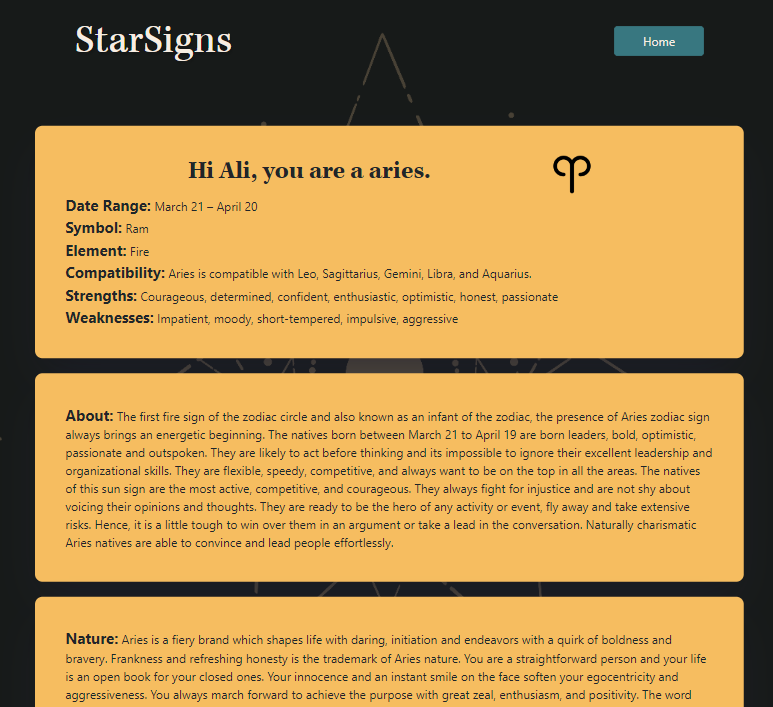 StarSigns
Home
Hi Ali, you are a aries.
Date Range: March 21 – April 20
Symbol: Ram
Element: Fire
Compatibility: Aries is compatible with Leo, Sagittarius, Gemini, Libra, and Aquarius.
Strengths: Courageous, determined, confident, enthusiastic, optimistic, honest, passionate
Weaknesses: Impatient, moody, short-tempered, impulsive, aggressive
About: The first fire sign of the zodiac circle and also known as an infant of the zodiac, the presence of Aries zodiac sign
always brings an energetic beginning. The natives born between March 21 to April 19 are born leaders, bold, optimistic,
passionate and outspoken. They are likely to act before thinking and its impossible to ignore their excellent leadership and
organizational skills. They are flexible, speedy, competitive, and always want to be on the top in all the areas. The natives
of this sun sign are the most active, competitive, and courageous. They always fight for injustice and are not shy about
voicing their opinions and thoughts. They are ready to be the hero of any activity or event, fly away and take extensive
risks. Hence, it is a little tough to win over them in an argument or take a lead in the conversation. Naturally charismatic
Aries natives are able to convince and lead people effortlessly.
Nature: Aries is a fiery brand which shapes life with daring, initiation and endeavors with a quirk of boldness and
bravery. Frankness and refreshing honesty is the trademark of Aries nature. You are a straightforward person and your life
is an open book for your closed ones. Your innocence and an instant smile on the face soften your egocentricity and
aggressiveness. You always march forward to achieve the purpose with great zeal, enthusiasm, and positivity. The word